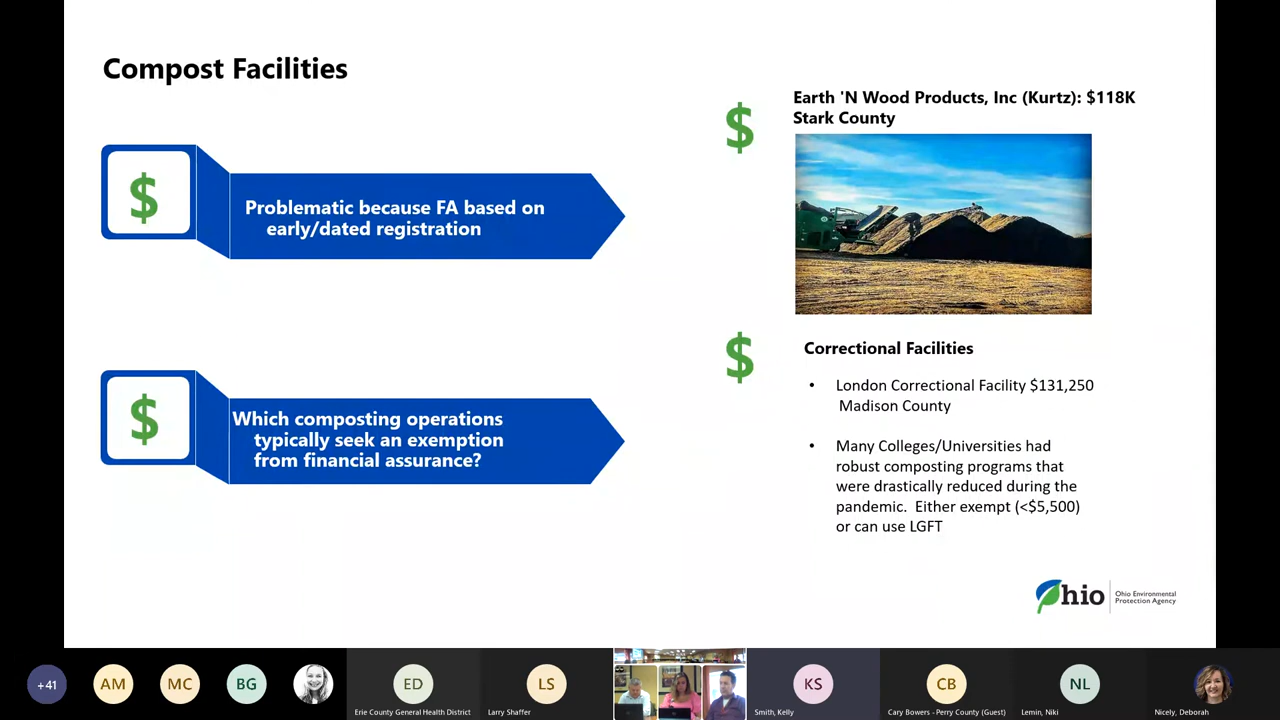 Compost Facilities
$
Problematic because FA based on
early/dated registration
$
Which composting operations
typically seek an exemption
from financial assurance?
$
Earth 'N Wood Products, Inc (Kurtz): $118K
Stark County
$
Correctional Facilities
• London Correctional Facility $131,250
Madison County
• Many Colleges/Universities had
robust composting programs that
were drastically reduced during the
pandemic. Either exempt (<$5,500)
or can use LGFT
Ohio
Ohio Environmental
Protection Agency
+41
AM
MC
BG
ED
Erie County General Health District
LS
Larry Shaffer
KS
Smith, Kelly
CB
Cary Bowers - Perry County (Guest)
NL
Lemin, Niki
Nicely, Deborah